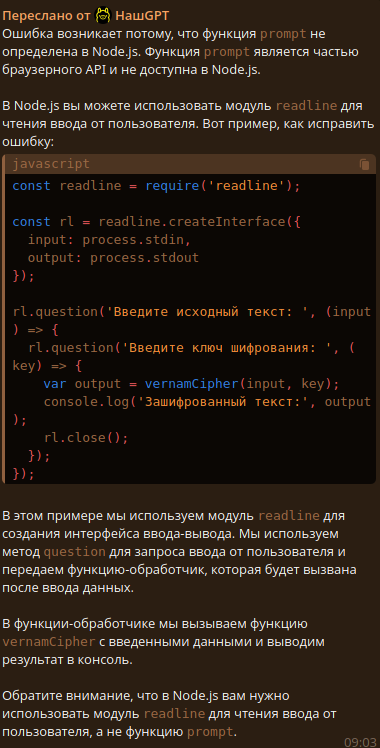 Переслано от НашGPT
Ошибка возникает потому, что функция prompt не
определена в Node.js. Функция prompt является частью
браузерного API и не доступна в Node.js.
В Node.js вы можете использовать модуль readline для
чтения ввода от пользователя. Вот пример, как исправить
ошибку:
javascript
const readline = require('readline');
const rl = readline.createInterface({
  input: process.stdin,
  output: process.stdout
});
rl.question('Введите исходный текст: ', (input
) => {
  rl.question('Введите ключ шифрования: ', (
key) => {
    var output = vernamCipher(input, key);
    console.log('Зашифрованный текст:', output
);
    rl.close();
  });
});
В этом примере мы используем модуль readline для
создания интерфейса ввода-вывода. Мы используем
метод question для запроса ввода от пользователя и
передаем функцию-обработчик, которая будет вызвана
после ввода данных.
В функции-обработчике мы вызываем функцию
vernamCipher с введенными данными и выводим
результат в консоль.
Обратите внимание, что в Node.js вам нужно
использовать модуль readline для чтения ввода от
пользователя, а не функцию prompt.
09:03